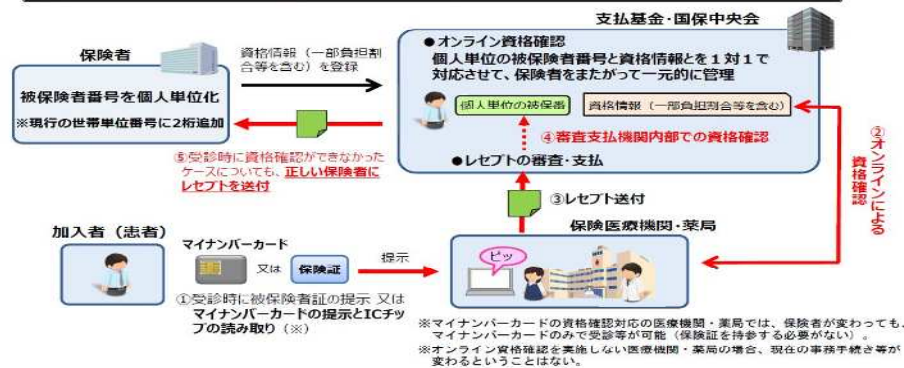 支払基金・国保中央会
●オンライン資格確認
個人単位の被保険者番号と資格情報とを１対１で
対応させて、保険者をまたがって一元的に管理
個人単位の被保番
資格情報（一部負担割合等を含む）
④審査支払機関内部での資格確認
●レセプトの審査・支払
保険者
被保険者番号を個人単位化
※現行の世帯単位番号に2桁追加
資格情報（一部負担割
合等を含む）を登録
⑤受診時に資格確認ができなかった
ケースについても、正しい保険者に
レセプトを送付
②オンラインによる
資格確認
③レセプト送付
保険医療機関・薬局
ピッ
加入者（患者）
マイナンバーカード
又は
保険証
提示
①受診時に被保険者証の提示 又は
マイナンバーカードの提示とICチッ
プの読み取り（※）
※マイナンバーカードの資格確認対応の医療機関・薬局では、保険者が変わっても、
マイナンバーカードのみで受診等が可能（保険証を持参する必要がない）。
※オンライン資格確認を実施しない医療機関・薬局の場合、現在の事務手続き等が
変わるということはない。